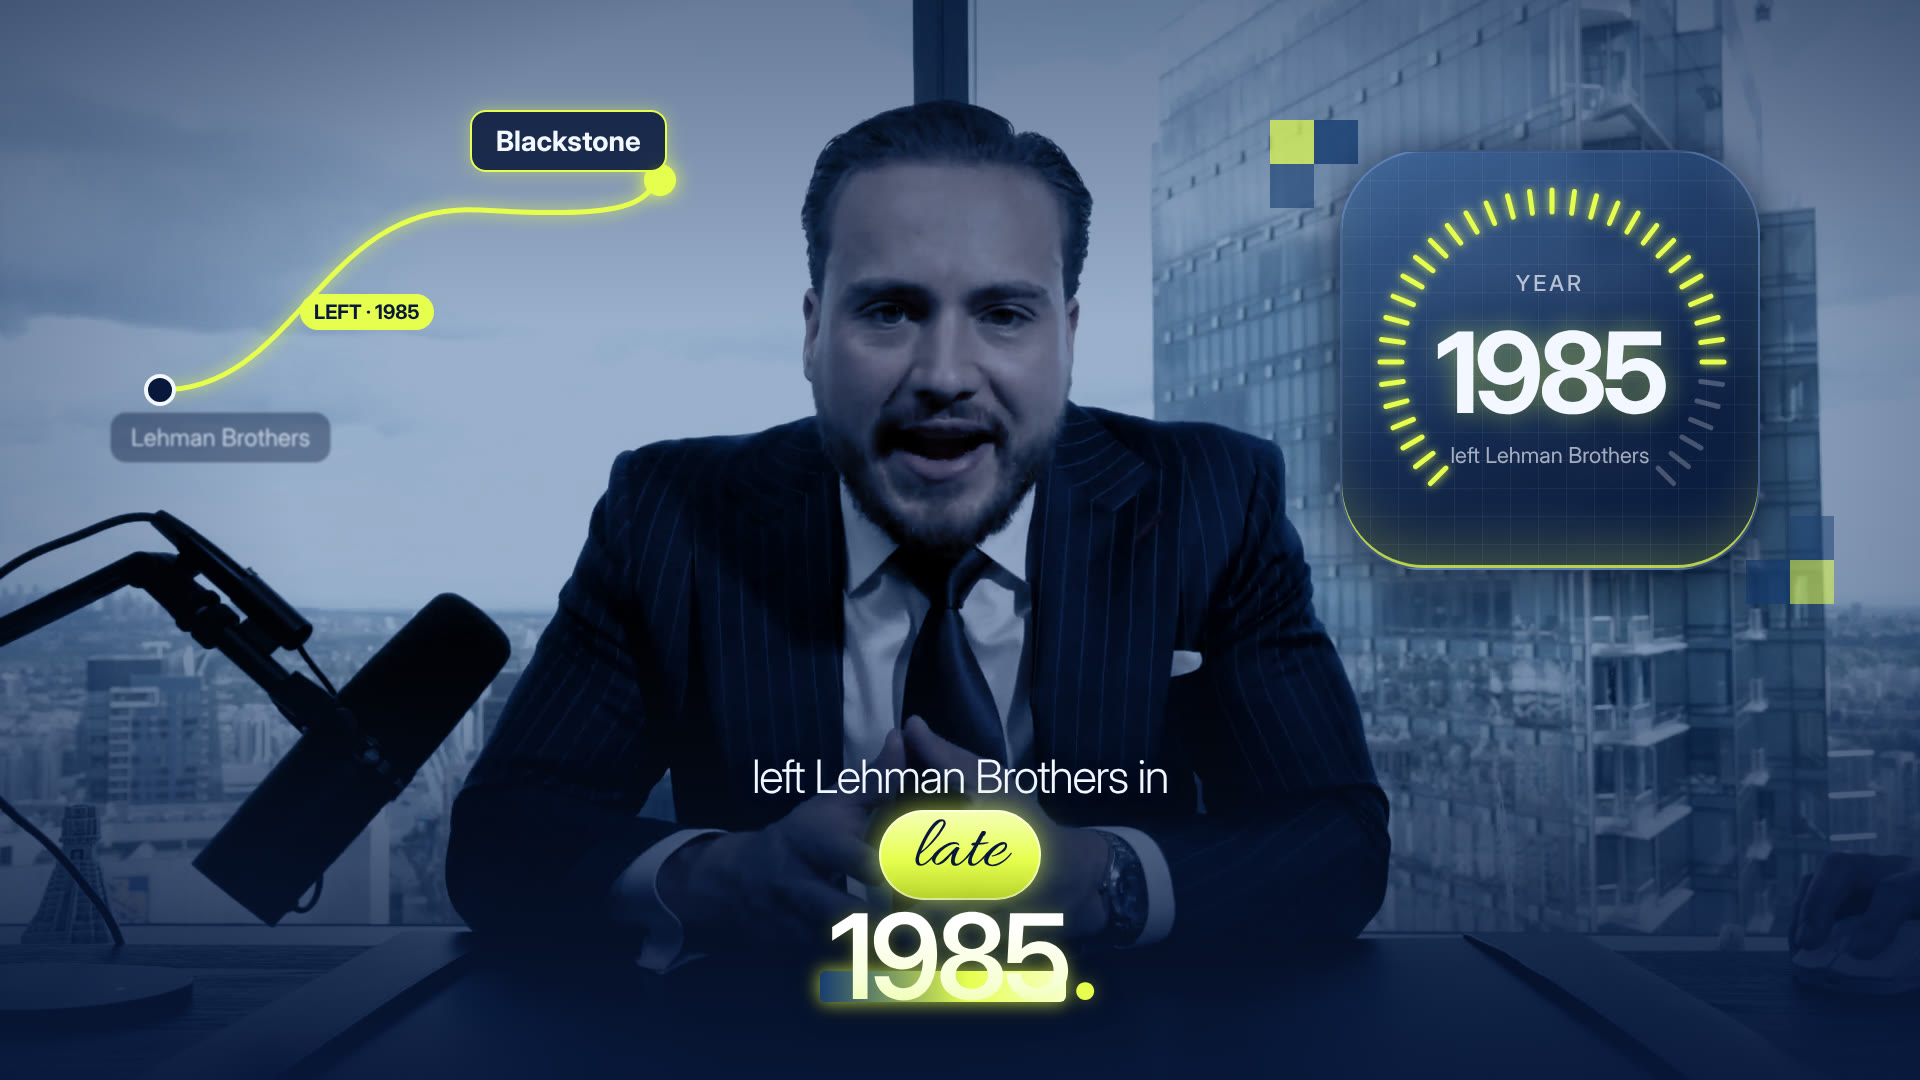 Blackstone
LEFT · 1985
Lehman Brothers
YEAR
1985
left Lehman Brothers
left Lehman Brothers in
late
1985.